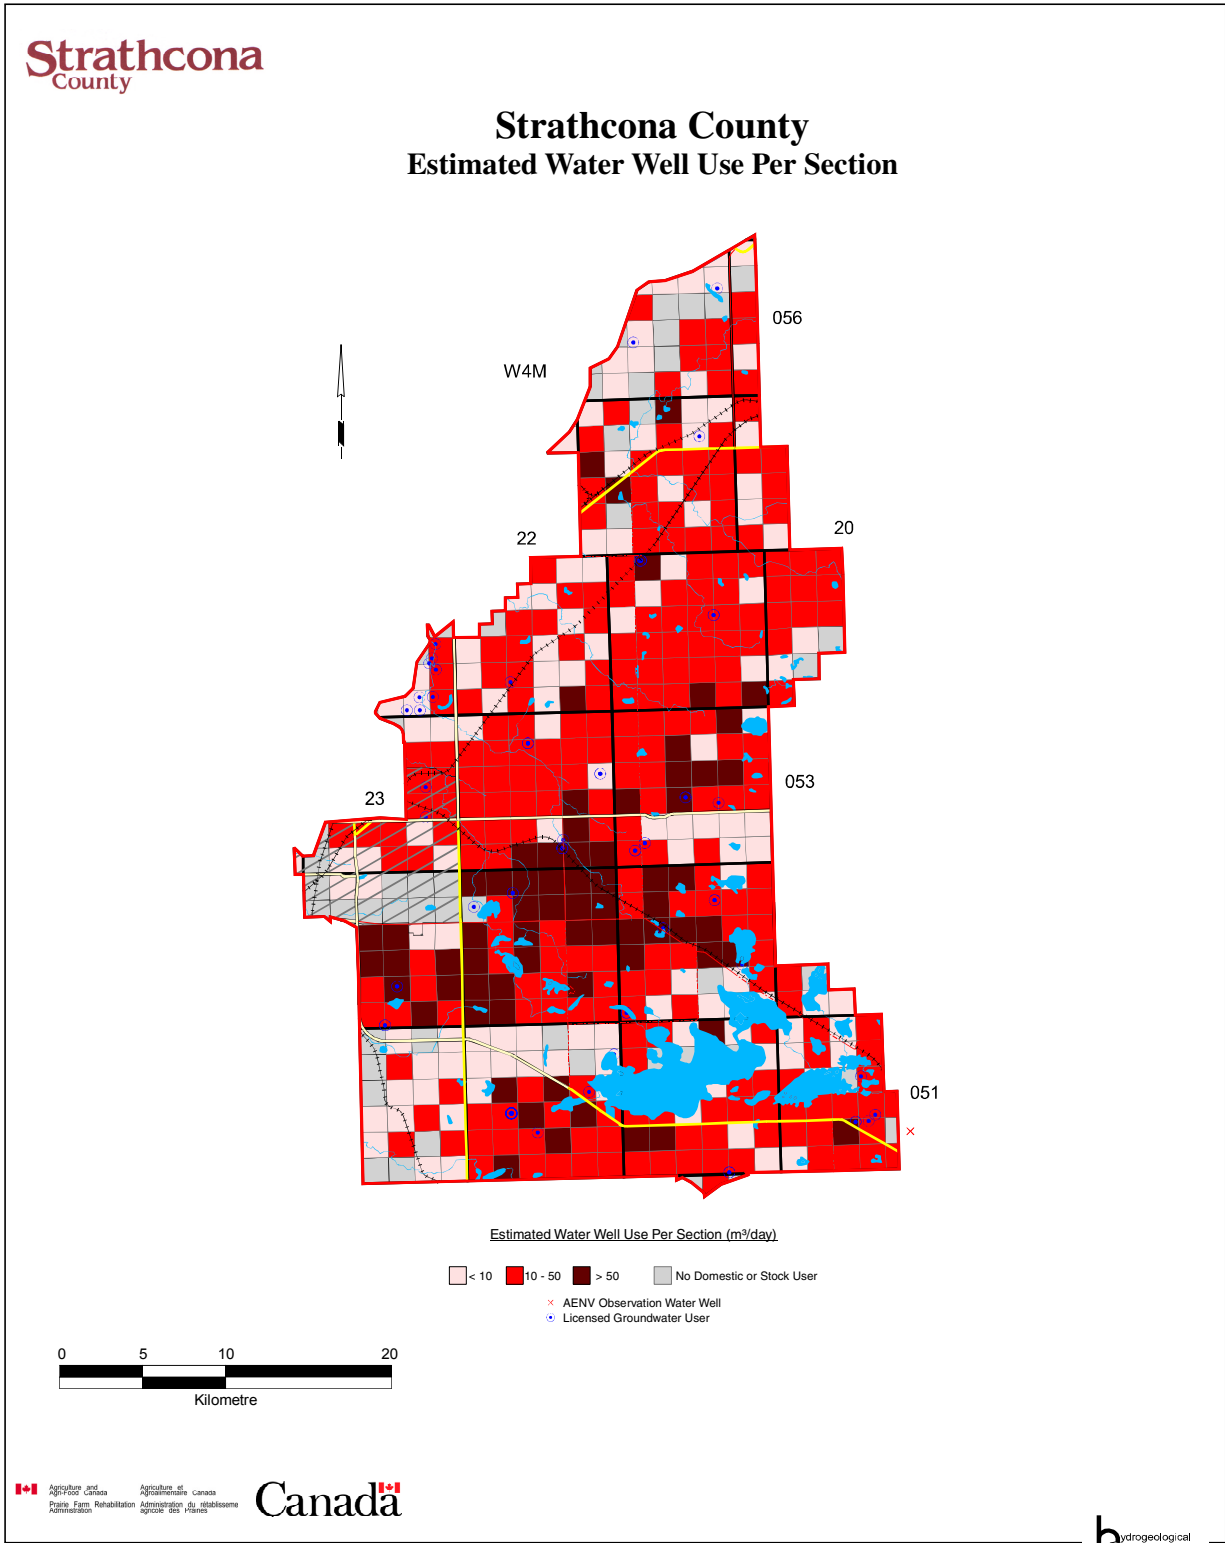 Strathcona
County
Strathcona County
Estimated Water Well Use Per Section
056
W4M
22
20
053
23
051
Estimated Water Well Use Per Section (m³/day)
< 10
10 - 50
> 50
No Domestic or Stock User
AENV Observation Water Well
Licensed Groundwater User
0 5 10 20
Kilometre
Agriculture and
Agri-Food Canada
Agriculture et
Agroalimentaire Canada
Prairie Farm Rehabilitation
Administration
Administration du rétablisseme
agricole des Prairies
Canada
hydrogeological